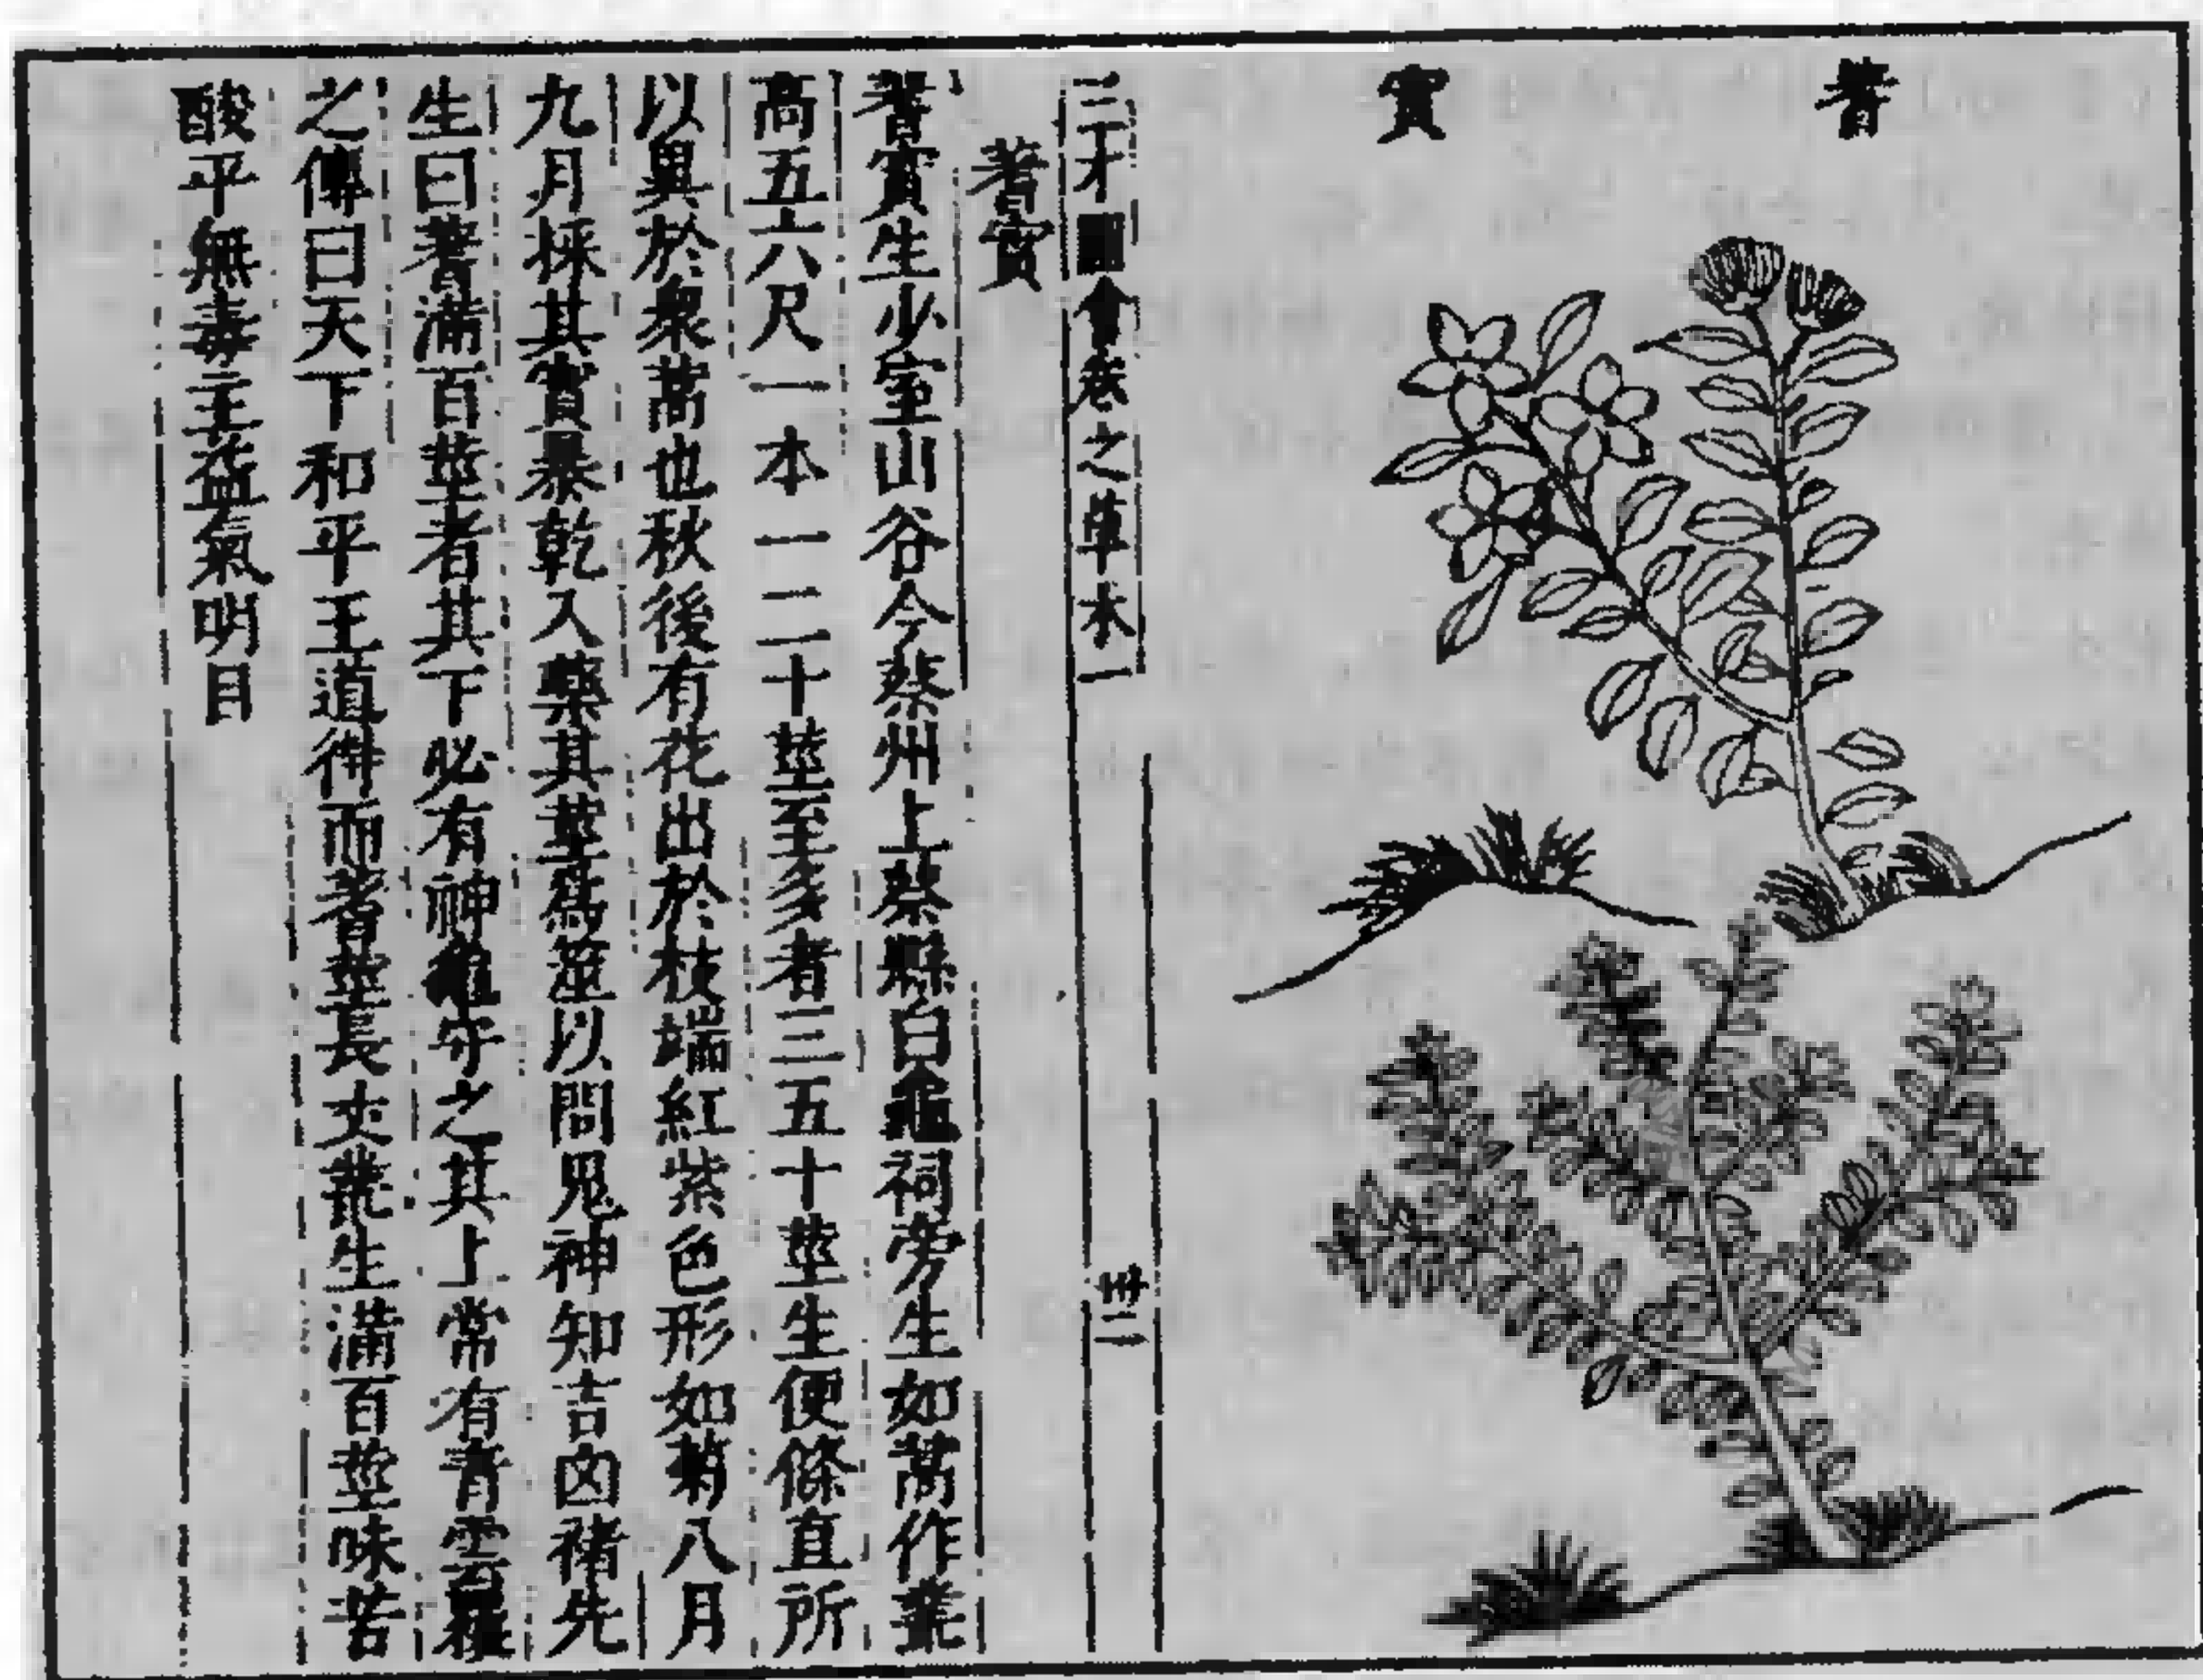 蓍實
三才圖會卷之草木一
卅二
蓍實
蓍實生少室山谷今蔡州上蔡縣白龜祠旁生如蒿作叢
高五六尺一本一二十莖至多者三五十莖生便條直所
以異於衆蒿也秋後有花出於枝端紅紫色形如菊八月
九月採其實暴乾入藥其莖爲筮以問鬼神知吉凶褚先
生曰蓍滿百莖者其下必有神龜守之其上常有青雲覆
之傳曰天下和平王道得而蓍莖長丈叢生滿百莖味苦
酸平無毒主益氣明目